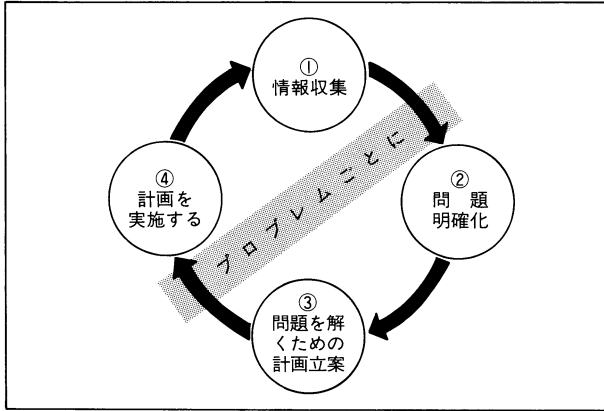 ①
情報収集
②
問　題
明確化
③
問題を解
くための
計画立案
④
計画を
実施する
プロブレムごとに